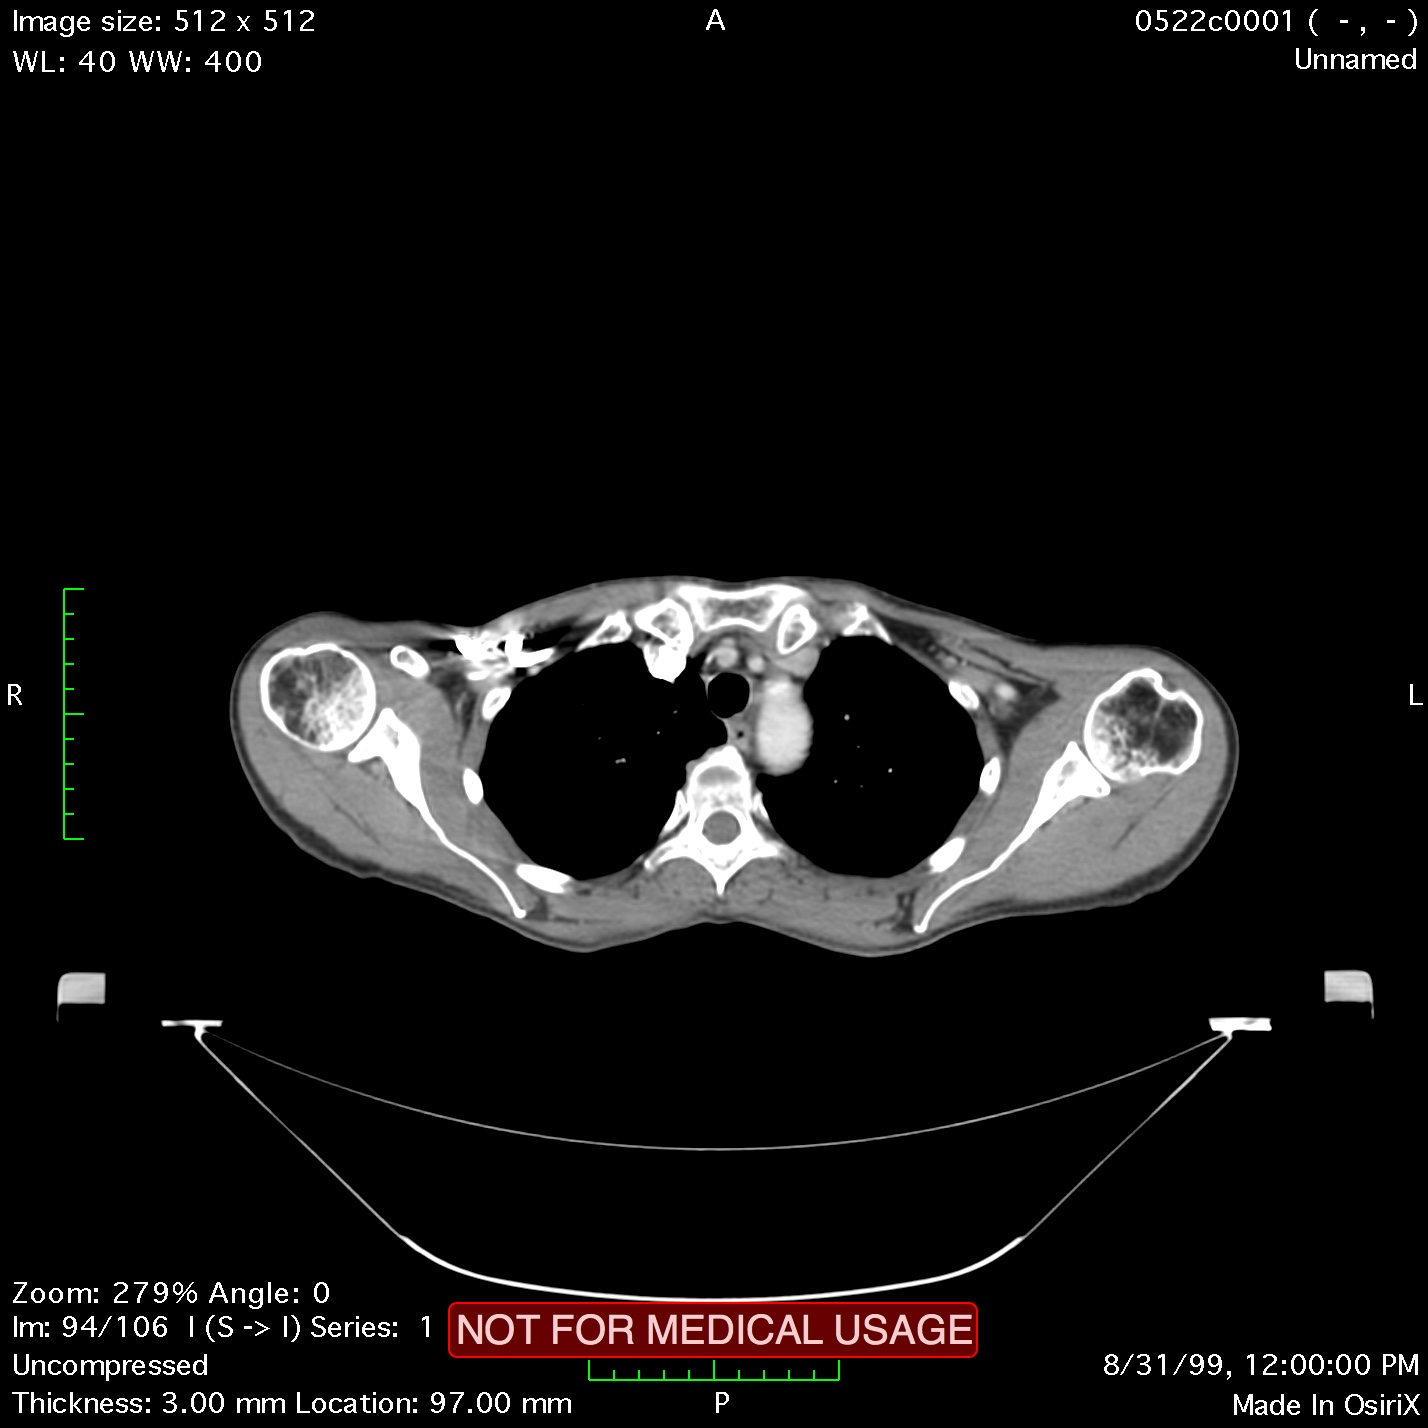 Image size: 512 x 512
WL: 40 WW: 400
A
0522c0001 ( -, -)
Unnamed
R
L
Zoom: 279% Angle: 0
Im: 94/106 I (S -> I) Series: 1
Uncompressed
Thickness: 3.00 mm Location: 97.00 mm
NOT FOR MEDICAL USAGE
P
8/31/99, 12:00:00 PM
Made In OsiriX